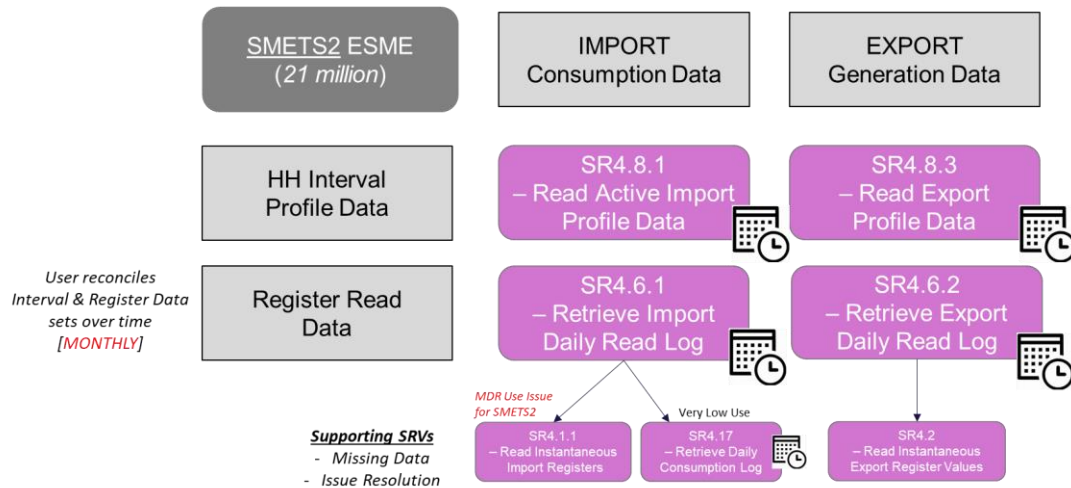 SMETS2 ESME
(21 million)
IMPORT
Consumption Data
EXPORT
Generation Data
HH Interval
Profile Data
SR4.8.1
– Read Active Import
Profile Data
SR4.8.3
– Read Export
Profile Data
User reconciles
Interval & Register Data
sets over time
[MONTHLY]
Register Read
Data
SR4.6.1
– Retrieve Import
Daily Read Log
SR4.6.2
– Retrieve Export
Daily Read Log
MDR Use Issue
for SMETS2
Very Low Use
Supporting SRVs
- Missing Data
- Issue Resolution
SR4.1.1
– Read Instantaneous
Import Registers
SR4.17
– Retrieve Daily
Consumption Log
SR4.2
– Read Instantaneous
Export Register Values